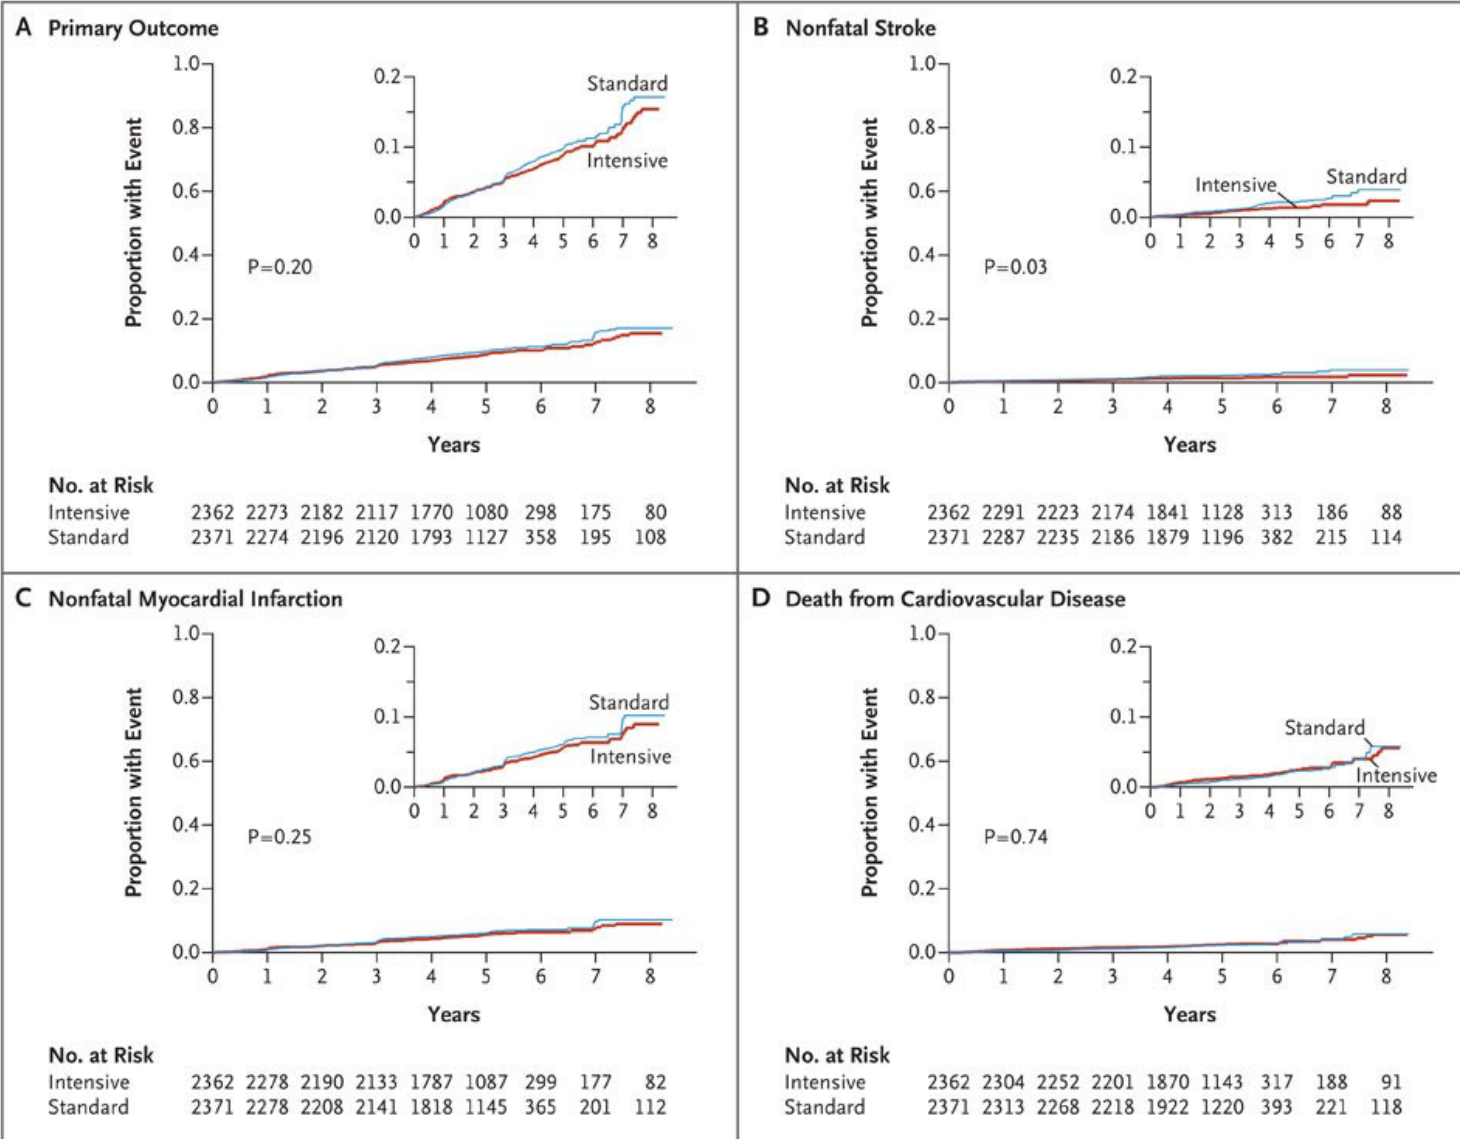 A Primary Outcome
1.0
0.8
0.6
0.4
0.2
0.0
Proportion with Event
0.2
0.1
0.0
Standard
Intensive
0 1 2 3 4 5 6 7 8
P=0.20
0 1 2 3 4 5 6 7 8
Years
No. at Risk
Intensive 2362 2273 2182 2117 1770 1080 298 175 80
Standard 2371 2274 2196 2120 1793 1127 358 195 108
B Nonfatal Stroke
1.0
0.8
0.6
0.4
0.2
0.0
Proportion with Event
0.2
0.1
0.0
Intensive
Standard
0 1 2 3 4 5 6 7 8
P=0.03
0 1 2 3 4 5 6 7 8
Years
No. at Risk
Intensive 2362 2291 2223 2174 1841 1128 313 186 88
Standard 2371 2287 2235 2186 1879 1196 382 215 114
C Nonfatal Myocardial Infarction
1.0
0.8
0.6
0.4
0.2
0.0
Proportion with Event
0.2
0.1
0.0
Standard
Intensive
0 1 2 3 4 5 6 7 8
P=0.25
0 1 2 3 4 5 6 7 8
Years
No. at Risk
Intensive 2362 2278 2190 2133 1787 1087 299 177 82
Standard 2371 2278 2208 2141 1818 1145 365 201 112
D Death from Cardiovascular Disease
1.0
0.8
0.6
0.4
0.2
0.0
Proportion with Event
0.2
0.1
0.0
Standard
Intensive
0 1 2 3 4 5 6 7 8
P=0.74
0 1 2 3 4 5 6 7 8
Years
No. at Risk
Intensive 2362 2304 2252 2201 1870 1143 317 188 91
Standard 2371 2313 2268 2218 1922 1220 393 221 118